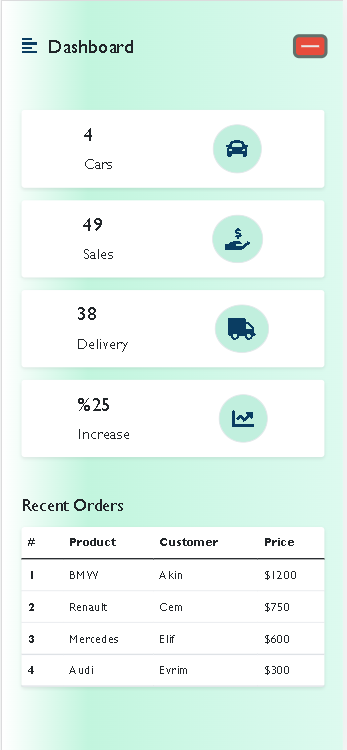 Dashboard
4
Cars
49
Sales
$
38
Delivery
%25
Increase
Recent Orders
# Product Customer Price
1 BMW Akin $1200
2 Renault Cem $750
3 Mercedes Elif $600
4 Audi Evrim $300